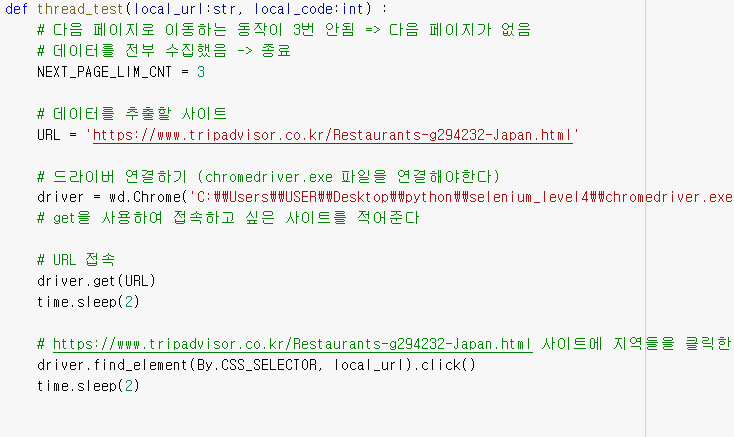 def thread_test(local_url:str, local_code:int) :
# 다음 페이지로 이동하는 동작이 3번 안됨 => 다음 페이지가 없음
# 데이터를 전부 수집했음 -> 종료
NEXT_PAGE_LIM_CNT = 3
# 데이터를 추출할 사이트
URL = 'https://www.tripadvisor.co.kr/Restaurants-g294232-Japan.html'
# 드라이버 연결하기 (chromedriver.exe 파일을 연결해야한다)
driver = wd.Chrome('C:₩₩Users₩₩USER₩₩Desktop₩₩python₩₩selenium_level4₩₩chromedriver.exe
# get을 사용하여 접속하고 싶은 사이트를 적어준다
# URL 접속
driver.get(URL)
time.sleep(2)
# https://www.tripadvisor.co.kr/Restaurants-g294232-Japan.html 사이트에 지역들을 클릭한
driver.find_element(By.CSS_SELECTOR, local_url).click()
time.sleep(2)